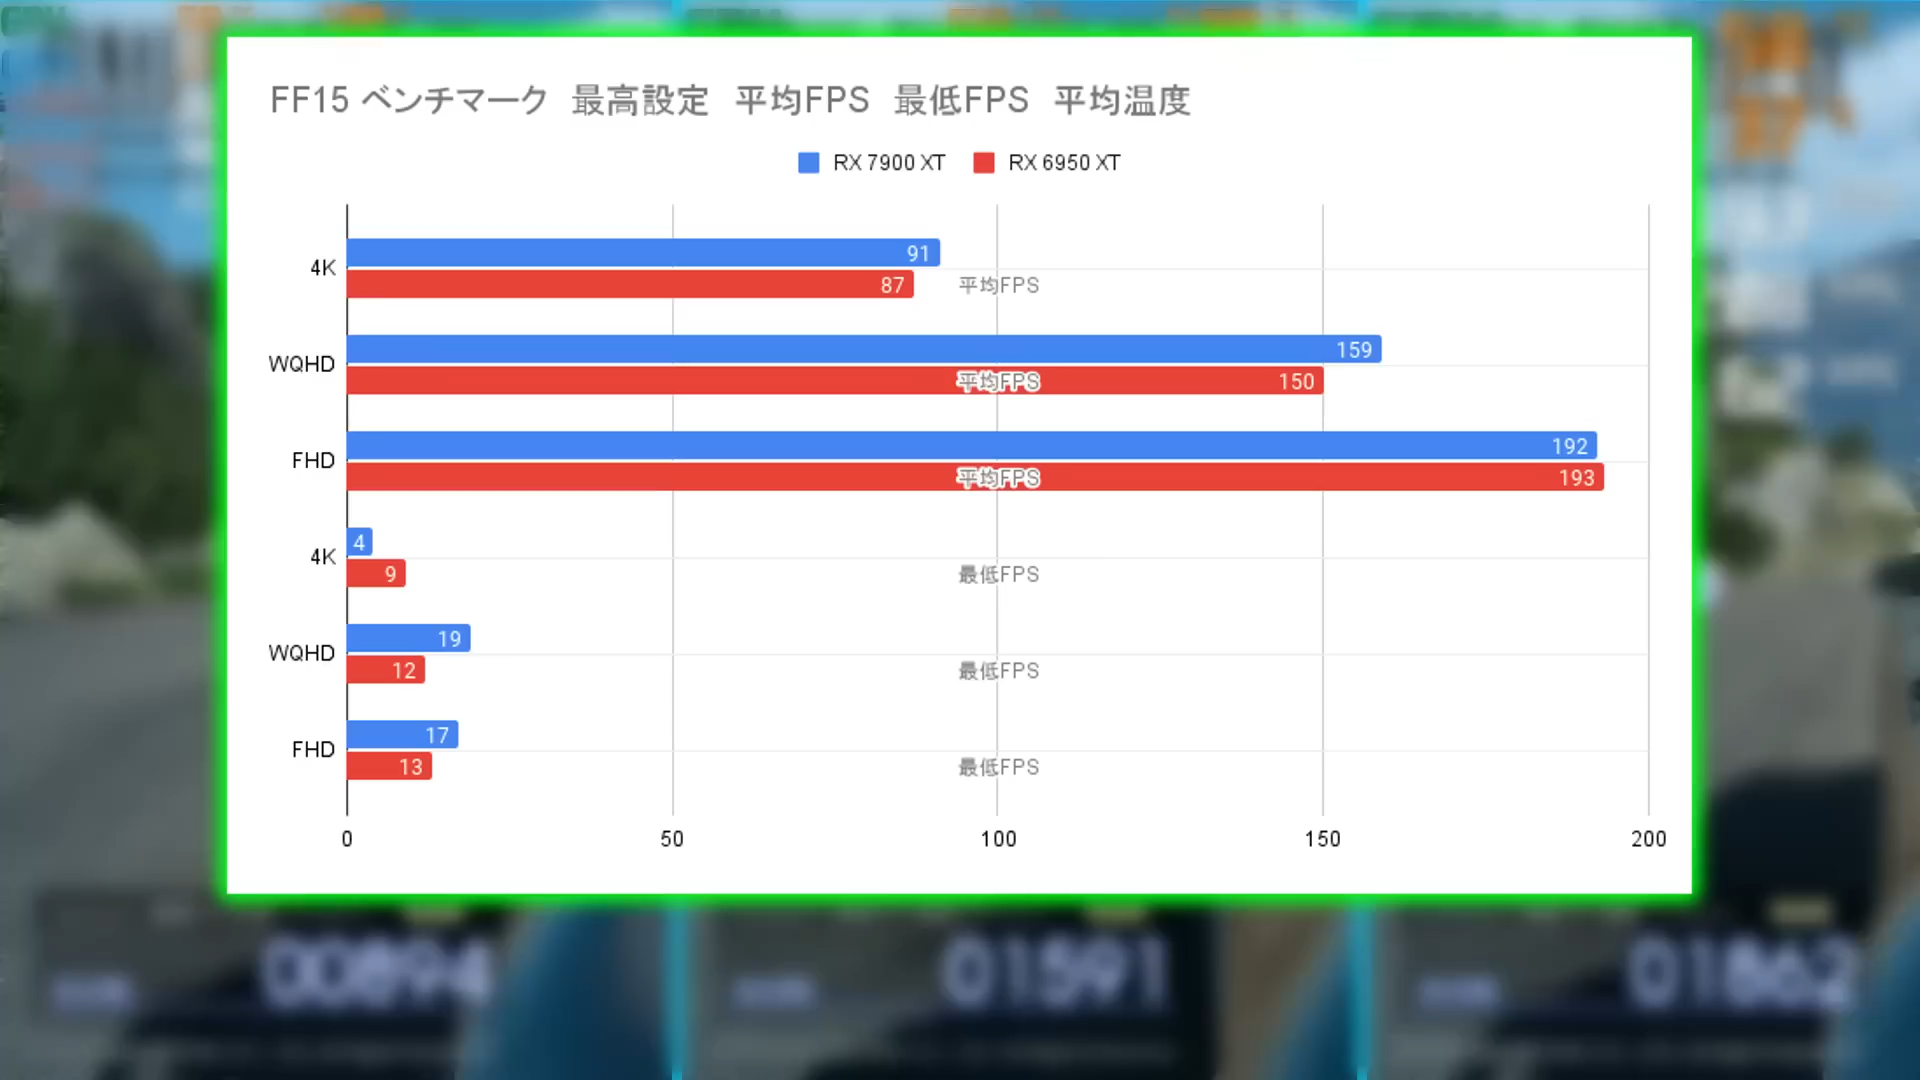 FF15 ベンチマーク 最高設定 平均FPS 最低FPS 平均温度
RX 7900 XT RX 6950 XT
4K 91
87 平均FPS
WQHD 159
平均FPS 150
FHD 192
平均FPS 193
4K 4
9 最低FPS
WQHD 19
12 最低FPS
FHD 17
13 最低FPS
0 50 100 150 200
00894 01591 01862